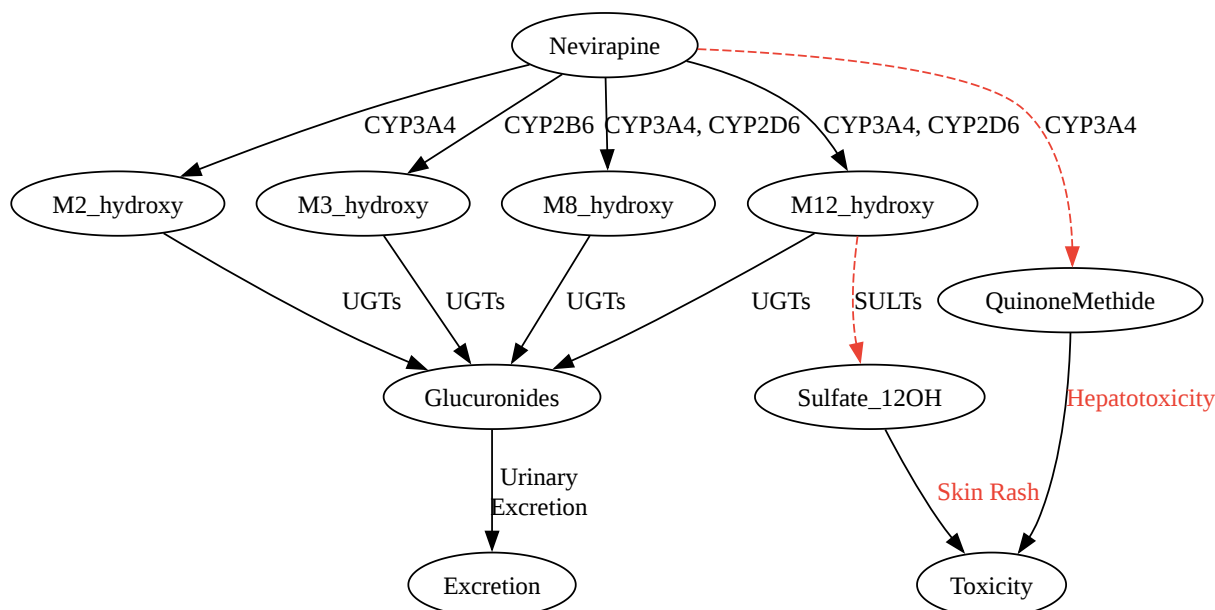 Nevirapine
CYP3A4
CYP2B6
CYP3A4, CYP2D6
CYP3A4, CYP2D6
CYP3A4
M2_hydroxy
M3_hydroxy
M8_hydroxy
M12_hydroxy
UGTs
UGTs
UGTs
UGTs
SULTs
QuinoneMethide
Glucuronides
Sulfate_12OH
Hepatotoxicity
Urinary
Excretion
Skin Rash
Excretion
Toxicity